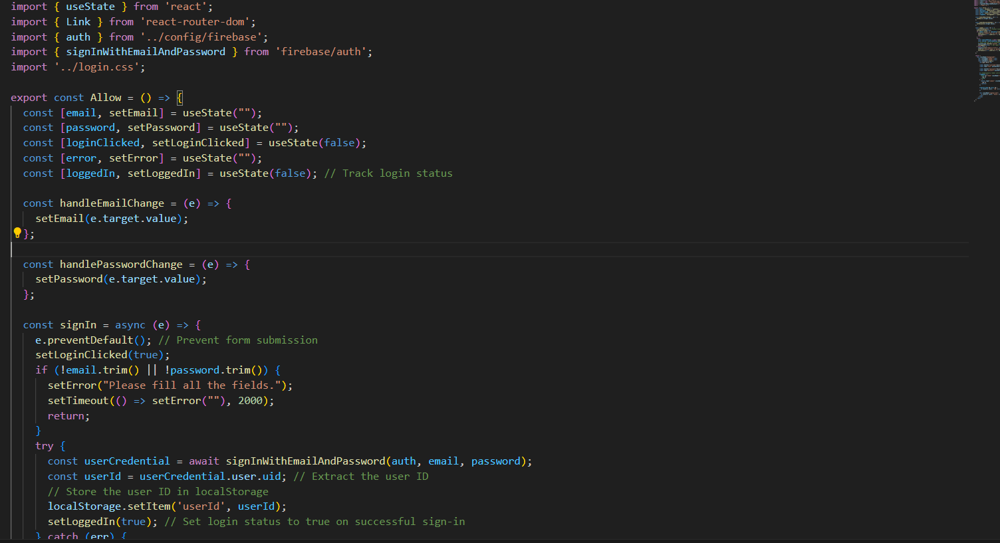 import { useState } from 'react';
import { Link } from 'react-router-dom';
import { auth } from '../config/firebase';
import { signInWithEmailAndPassword } from 'firebase/auth';
import '../login.css';
export const Allow = () => {
const [email, setEmail] = useState("");
const [password, setPassword] = useState("");
const [loginClicked, setLoginClicked] = useState(false);
const [error, setError] = useState("");
const [loggedIn, setLoggedIn] = useState(false); // Track login status
const handleEmailChange = (e) => {
setEmail(e.target.value);
};
const handlePasswordChange = (e) => {
setPassword(e.target.value);
};
const signIn = async (e) => {
e.preventDefault(); // Prevent form submission
setLoginClicked(true);
if (!email.trim() || !password.trim()) {
setError("Please fill all the fields.");
setTimeout(() => setError(""), 2000);
return;
}
try {
const userCredential = await signInWithEmailAndPassword(auth, email, password);
const userId = userCredential.user.uid; // Extract the user ID
// Store the user ID in localStorage
localStorage.setItem('userId', userId);
setLoggedIn(true); // Set login status to true on successful sign-in
} catch (err) {